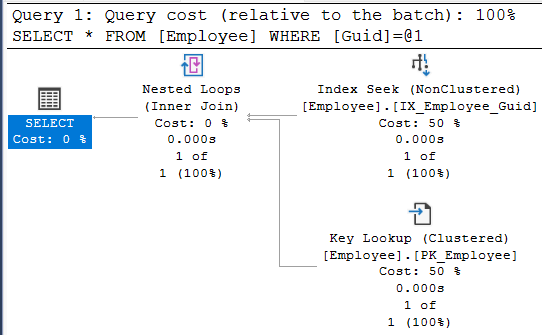 Query 1: Query cost (relative to the batch): 100%
SELECT * FROM [Employee] WHERE [Guid]=@1
SELECT
Cost: 0 %
Nested Loops
(Inner Join)
Cost: 0 %
0.000s
1 of
1 (100%)
Index Seek (NonClustered)
[Employee].[IX_Employee_Guid]
Cost: 50 %
0.000s
1 of
1 (100%)
Key Lookup (Clustered)
[Employee].[PK_Employee]
Cost: 50 %
0.000s
1 of
1 (100%)